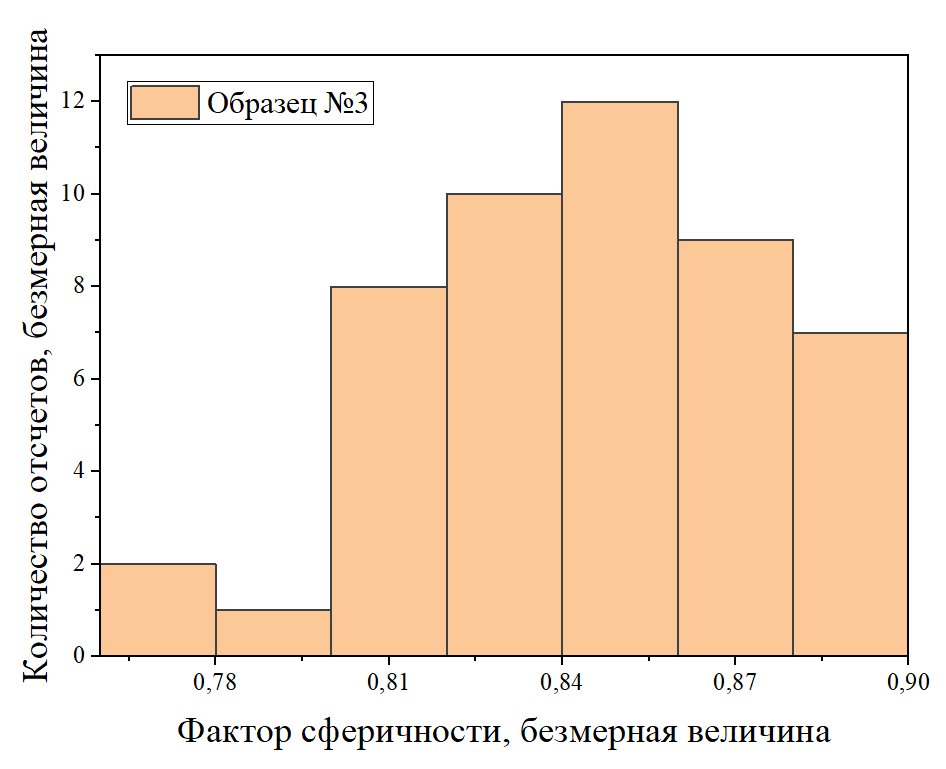 Количество отсчетов, безмерная величина
Образец №3
12
10
8
6
4
2
0
0,78 0,81 0,84 0,87 0,90
Фактор сферичности, безмерная величина